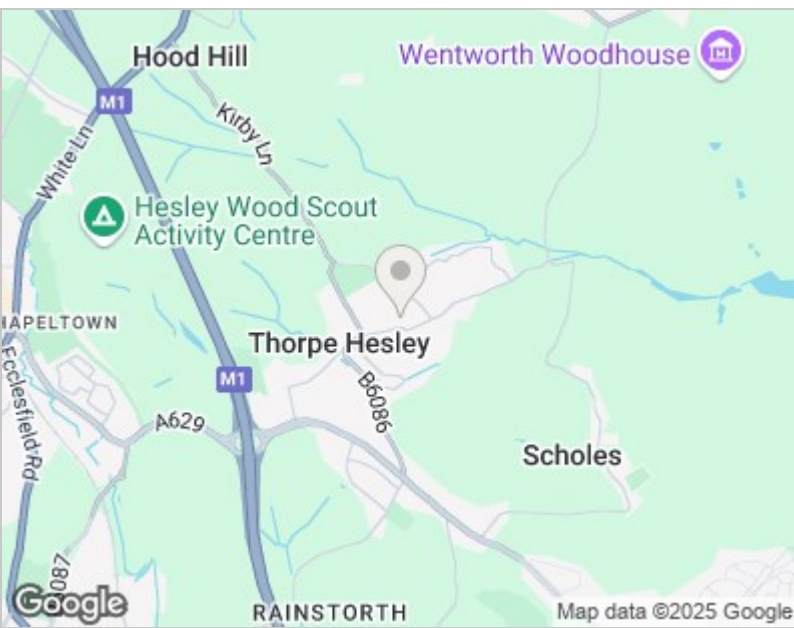 Hood Hill
Wentworth Woodhouse
M1
Kirby Ln
White Ln
Hesley Wood Scout
Activity Centre
HAPELTOWN
Thorpe Hesley
M1
B6086
Ecclesfield Rd
A629
Scholes
6087
RAINSTORTH
Google
Map data ©2025 Google